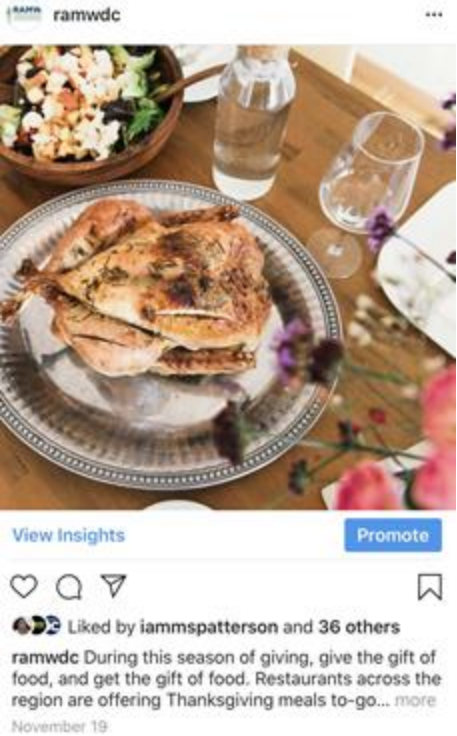 RAMW
ramwdc
View Insights
Promote
Liked by iammspatterson and 36 others
ramwdc During this season of giving, give the gift of
food, and get the gift of food. Restaurants across the
region are offering Thanksgiving meals to-go... more
November 19